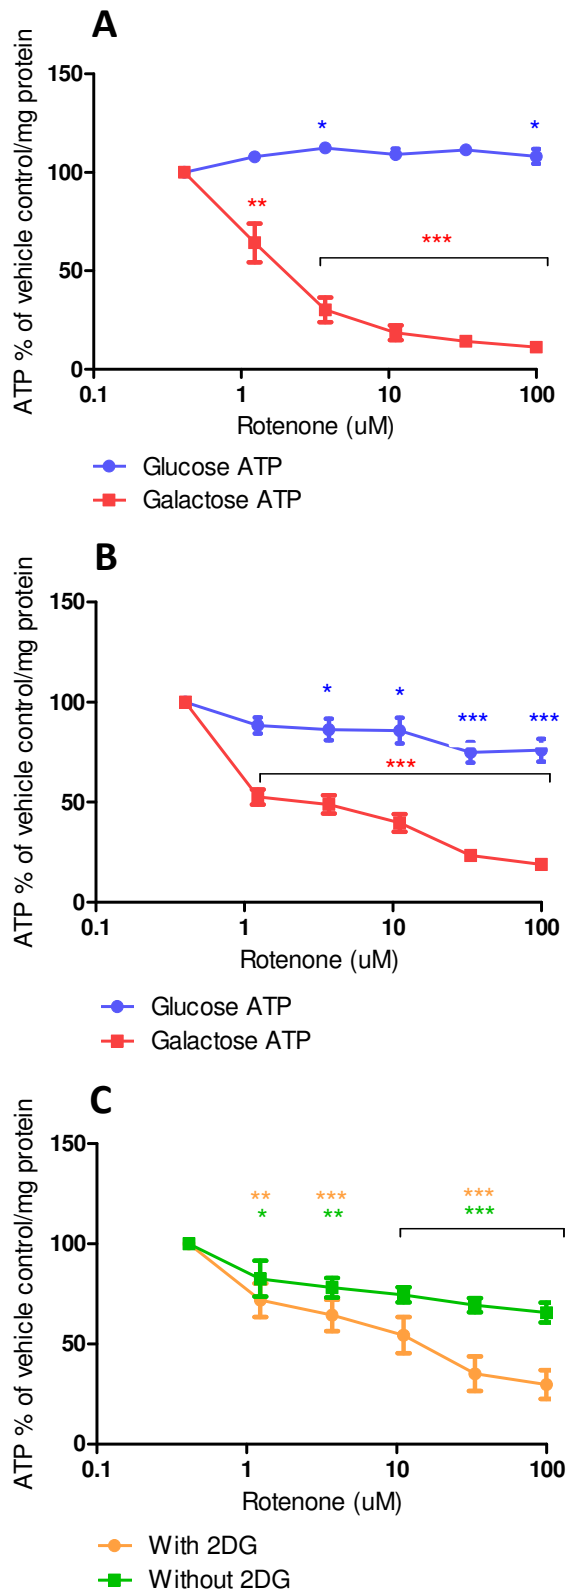 A
ATP % of vehicle control/mg protein
150
100
50
0
* *
**
***
0.1 1 10 100
Rotenone (uM)
Glucose ATP
Galactose ATP
B
ATP % of vehicle control/mg protein
150
100
50
0
* * *** ***
***
0.1 1 10 100
Rotenone (uM)
Glucose ATP
Galactose ATP
C
ATP % of vehicle control/mg protein
150
100
50
0
** *** ***
* ** ***
0.1 1 10 100
Rotenone (uM)
With 2DG
Without 2DG